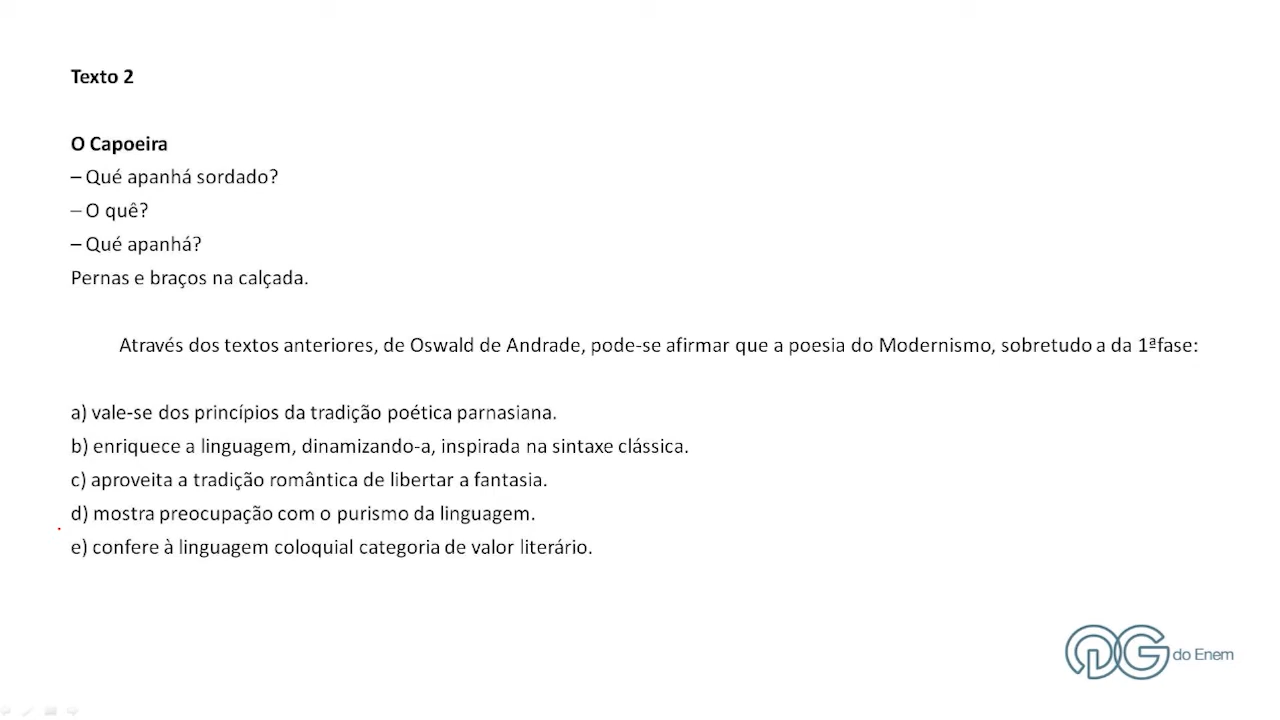 Texto 2
O Capoeira
– Qué apanhá sordado?
– O quê?
– Qué apanhá?
Pernas e braços na calçada.
Através dos textos anteriores, de Oswald de Andrade, pode-se afirmar que a poesia do Modernismo, sobretudo a da 1ªfase:
a) vale-se dos princípios da tradição poética parnasiana.
b) enriquece a linguagem, dinamizando-a, inspirada na sintaxe clássica.
c) aproveita a tradição romântica de libertar a fantasia.
d) mostra preocupação com o purismo da linguagem.
e) confere à linguagem coloquial categoria de valor literário.
QG do Enem